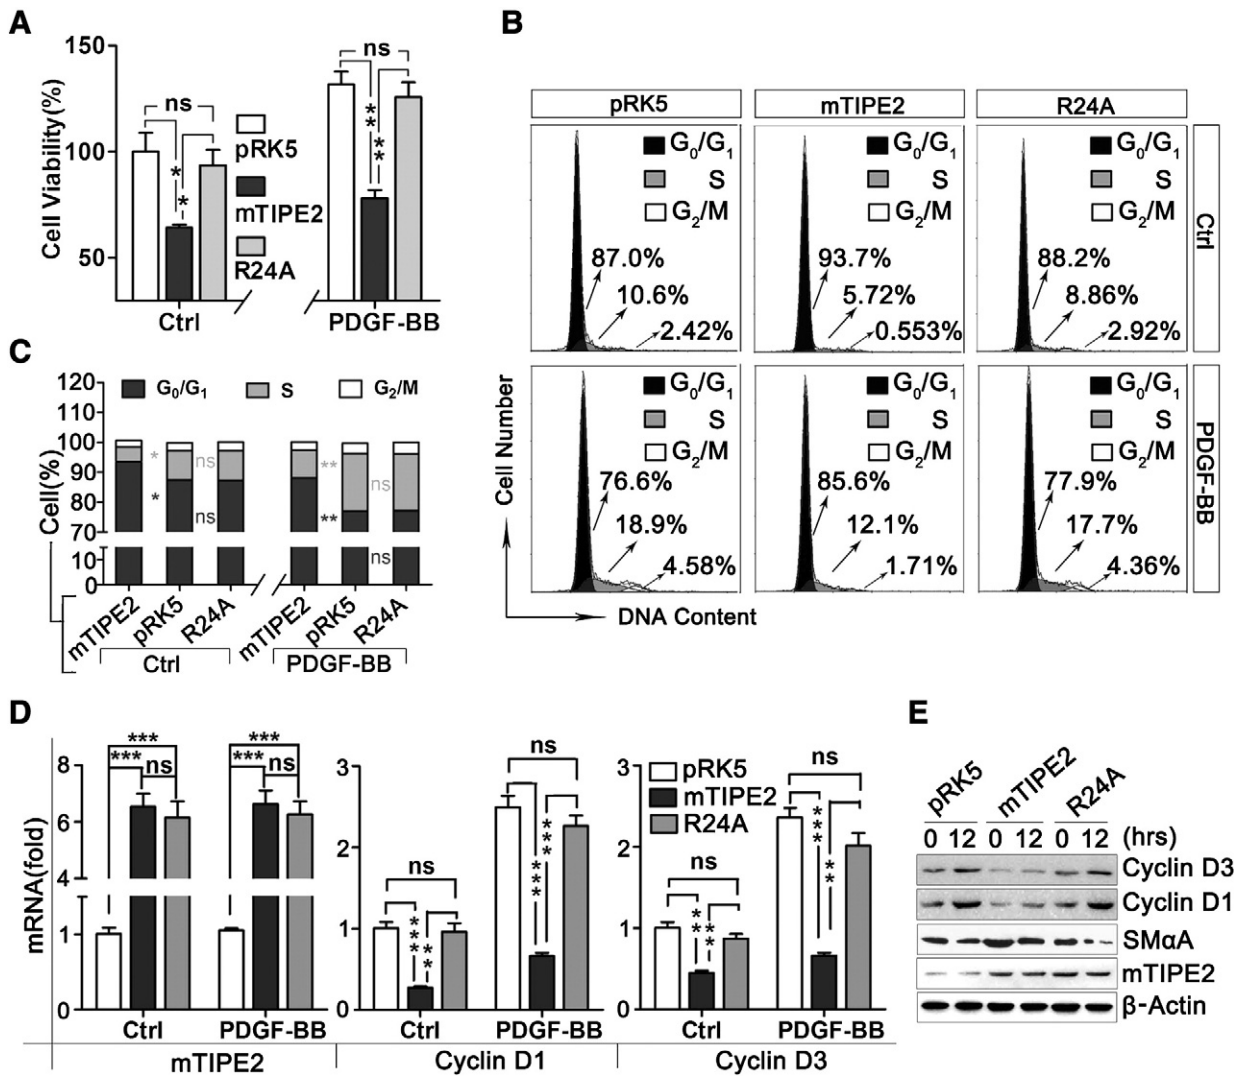 A
150
100
50
Cell Viability(%)
ns
*
*
ns
**
**
pRK5
mTIPE2
R24A
Ctrl
PDGF-BB
B
pRK5
mTIPE2
R24A
G0/G1
S
G2/M
87.0%
10.6%
2.42%
G0/G1
S
G2/M
93.7%
5.72%
0.553%
G0/G1
S
G2/M
88.2%
8.86%
2.92%
Ctrl
G0/G1
S
G2/M
76.6%
18.9%
4.58%
G0/G1
S
G2/M
85.6%
12.1%
1.71%
G0/G1
S
G2/M
77.9%
17.7%
4.36%
PDGF-BB
Cell Number
DNA Content
C
120
110
100
90
80
70
10
0
Cell(%)
G0/G1
S
G2/M
*
ns
*
ns
**
ns
**
ns
mTIPE2
pRK5
R24A
mTIPE2
pRK5
R24A
Ctrl
PDGF-BB
D
mRNA(fold)
8
6
4
1
0
***
***
ns
***
***
ns
Ctrl
PDGF-BB
mTIPE2
3
2
1
0
ns
***
**
ns
***
***
Ctrl
PDGF-BB
Cyclin D1
3
2
1
0
pRK5
mTIPE2
R24A
ns
**
**
ns
***
**
Ctrl
PDGF-BB
Cyclin D3
E
pRK5
mTIPE2
R24A
0 12 0 12 0 12 (hrs)
Cyclin D3
Cyclin D1
SMαA
mTIPE2
β-Actin